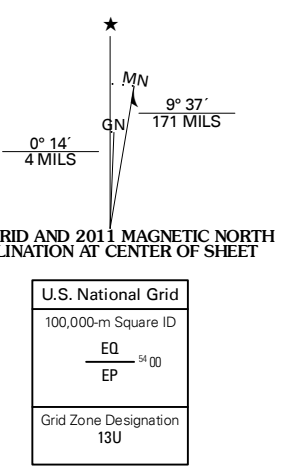 ★
MN
GN
9° 37´
171 MILS
0° 14´
4 MILS
RID AND 2011 MAGNETIC NORTH
LINATION AT CENTER OF SHEET
U.S. National Grid
100,000-m Square ID
EQ
54 00
EP
Grid Zone Designation
13U